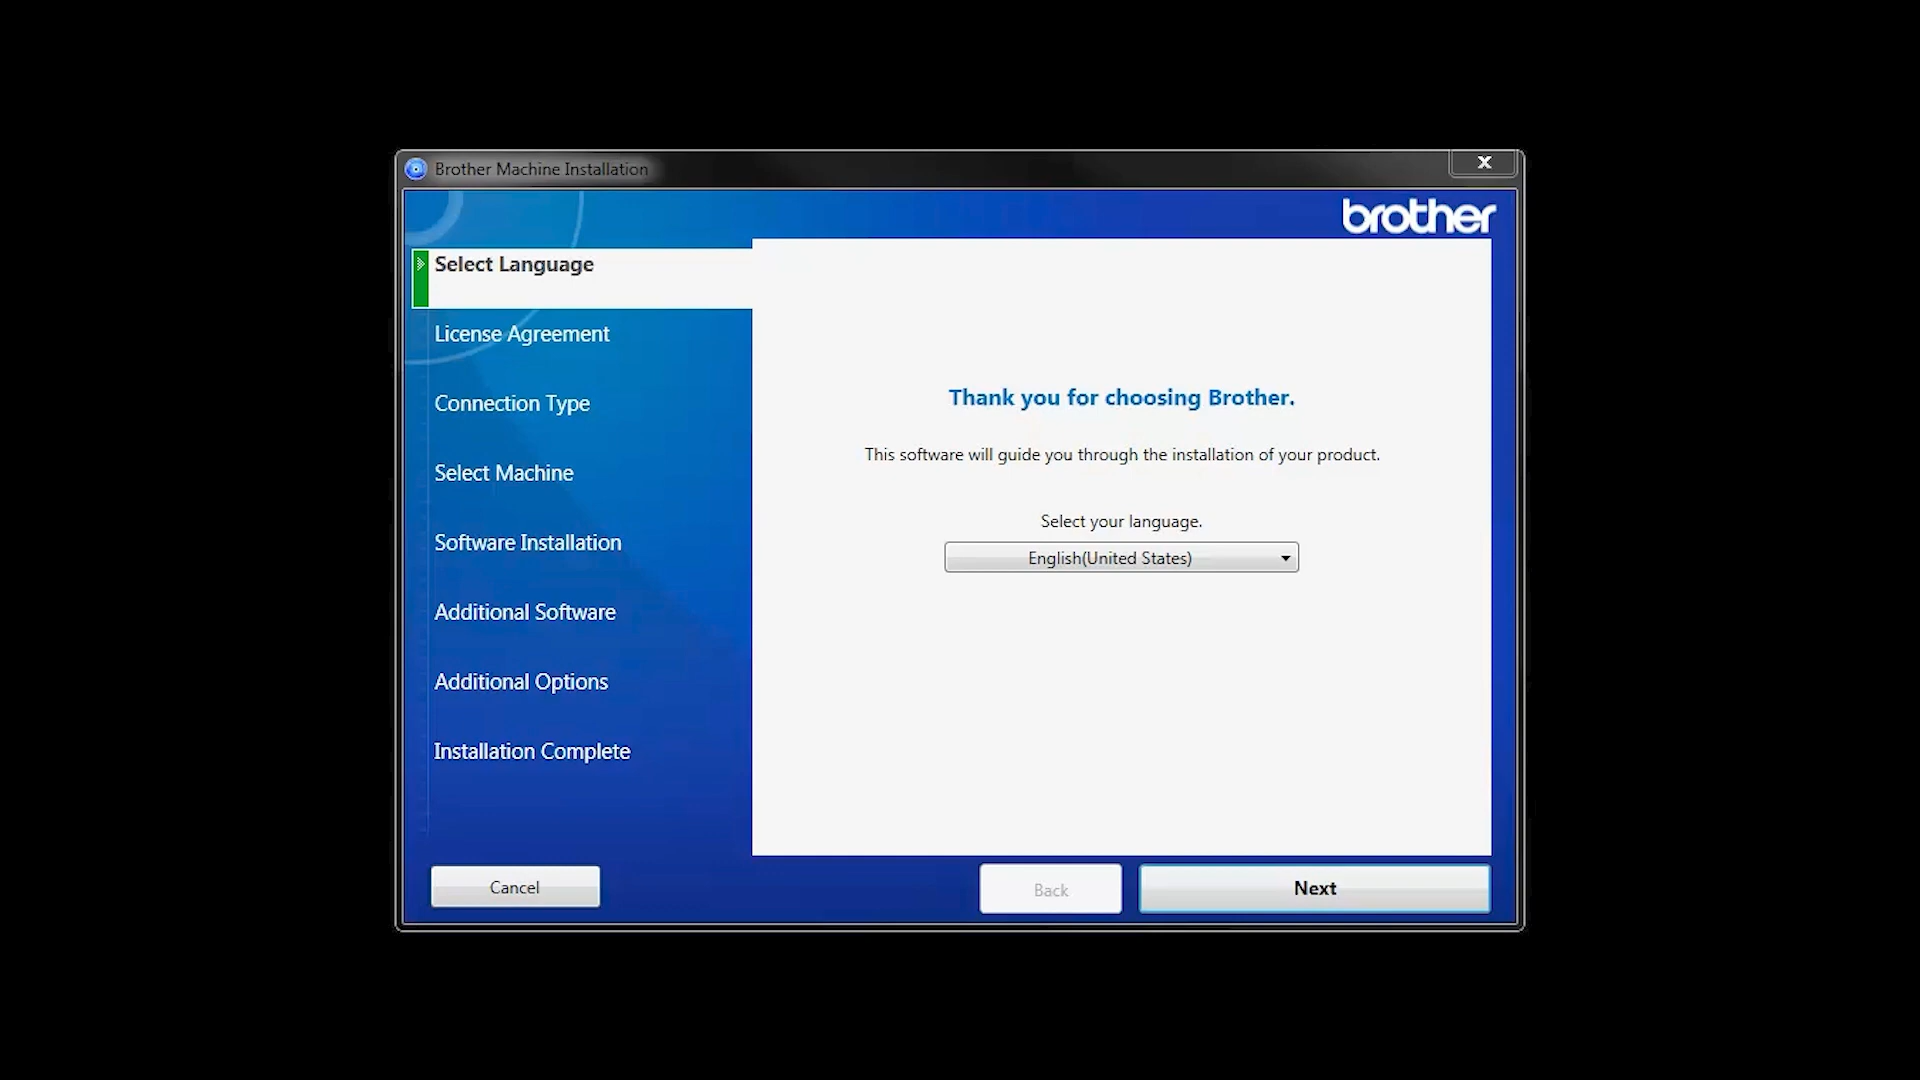 Brother Machine Installation
X
brother
Select Language
License Agreement
Connection Type
Select Machine
Software Installation
Additional Software
Additional Options
Installation Complete
Thank you for choosing Brother.
This software will guide you through the installation of your product.
Select your language.
English(United States)
Cancel
Back
Next